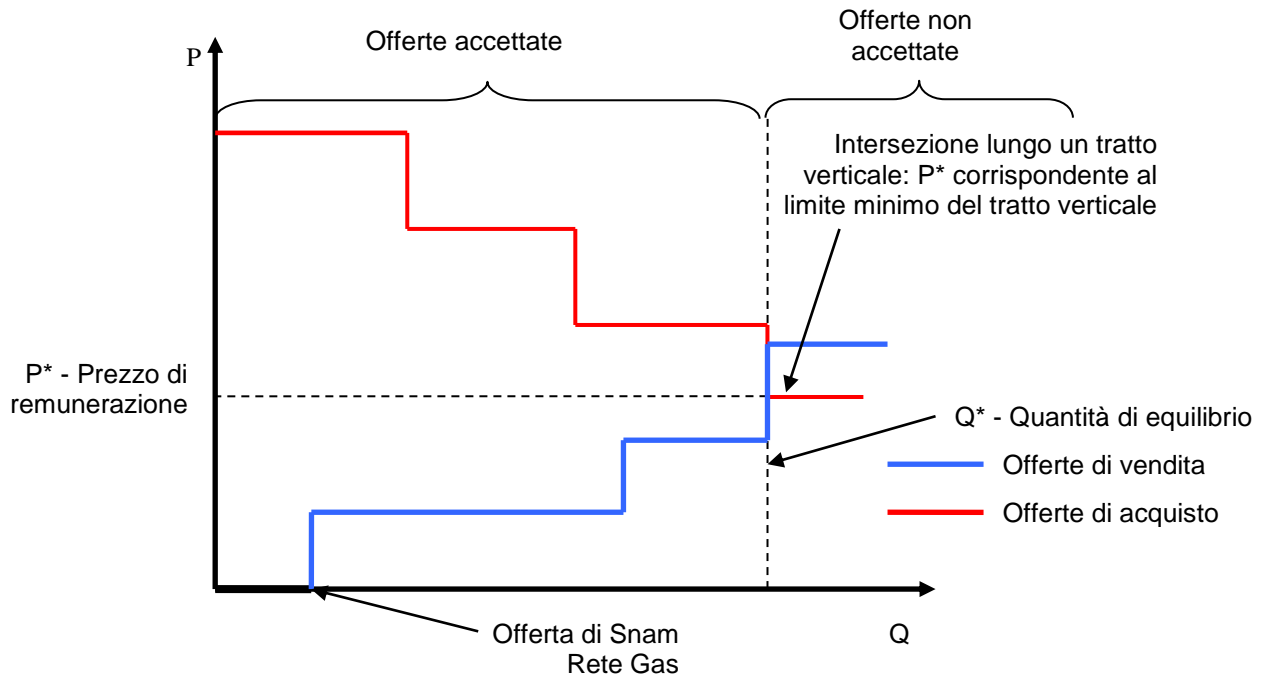 Offerte accettate
Offerte non
accettate
P
Intersezione lungo un tratto
verticale: P* corrispondente al
limite minimo del tratto verticale
P* - Prezzo di
remunerazione
Q* - Quantità di equilibrio
Offerte di vendita
Offerte di acquisto
Offerta di Snam
Rete Gas
Q